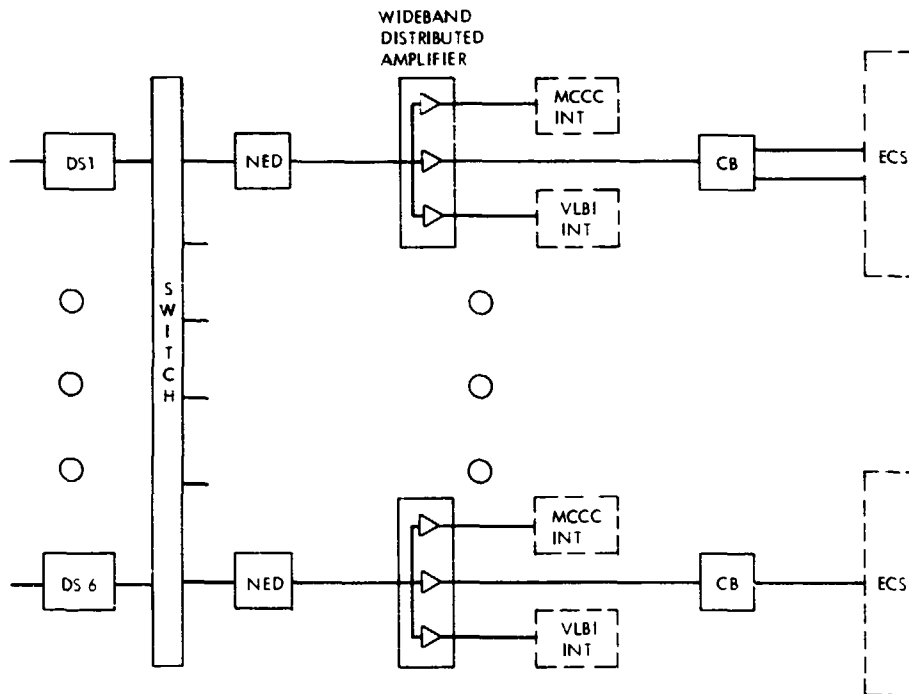 WIDEBAND
DISTRIBUTED
AMPLIFIER
MCCC
INT
DS1
NED
CB
ECS
VLBI
INT
SWITCH
MCCC
INT
DS 6
NED
CB
ECS
VLBI
INT